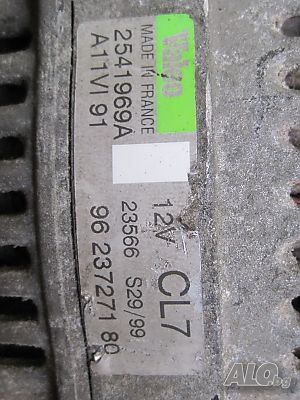 Valeo
MADE IN FRANCE
2541969A
A11VI 91
12V CL7
23566 S29/99
96 237271 80
ALO.bg